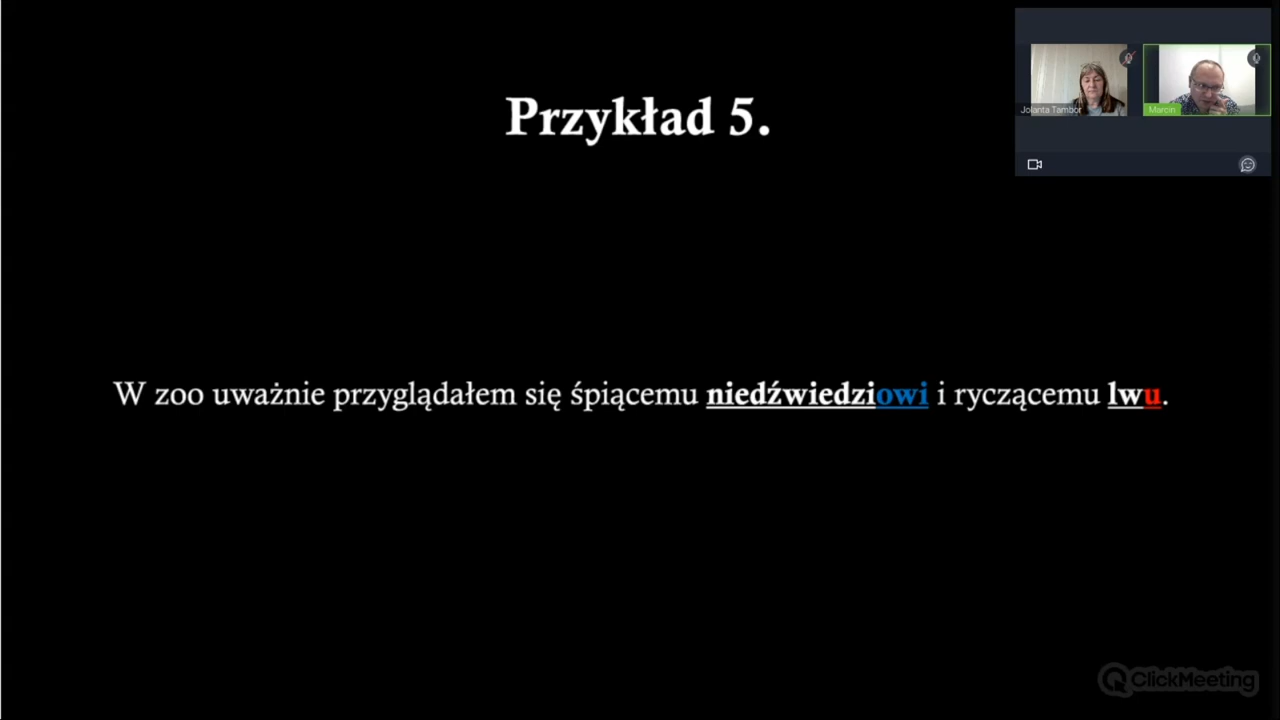 Przykład 5.
Jolanta Tambor
Marcin
W zoo uważnie przyglądałem się śpiącemu niedźwiedziowi i ryczącemu lwu.
ClickMeeting